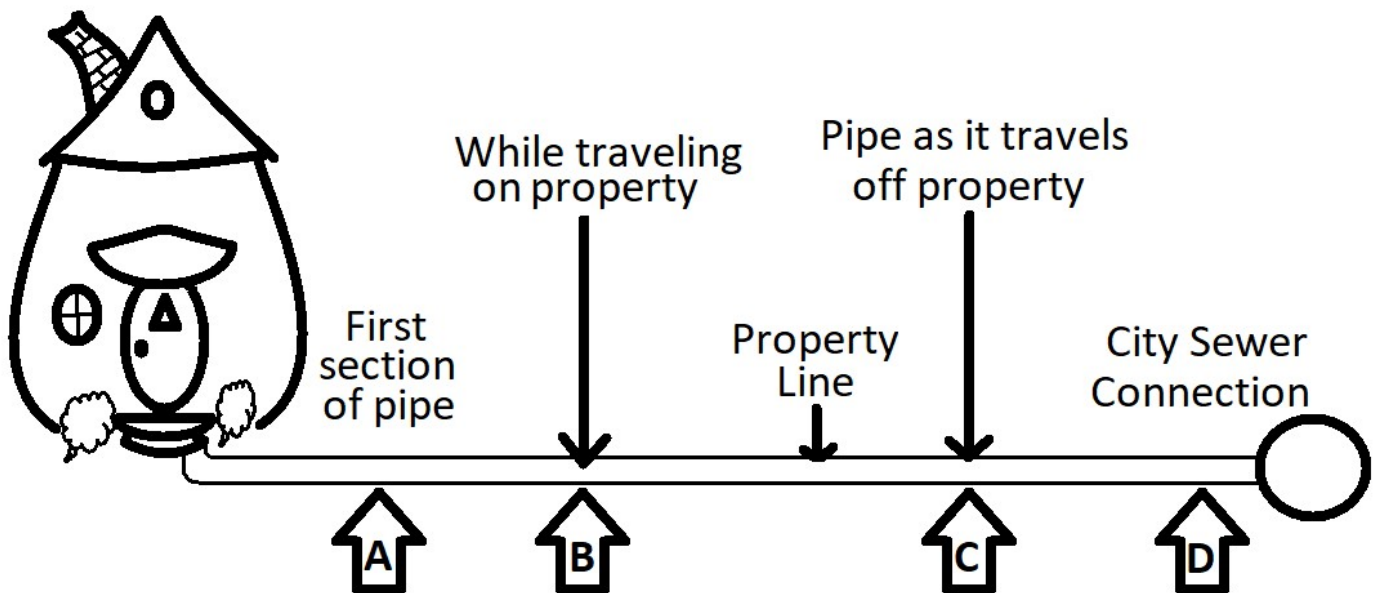 While traveling
on property
Pipe as it travels
off property
First
section
of pipe
Property
Line
City Sewer
Connection
A
B
C
D